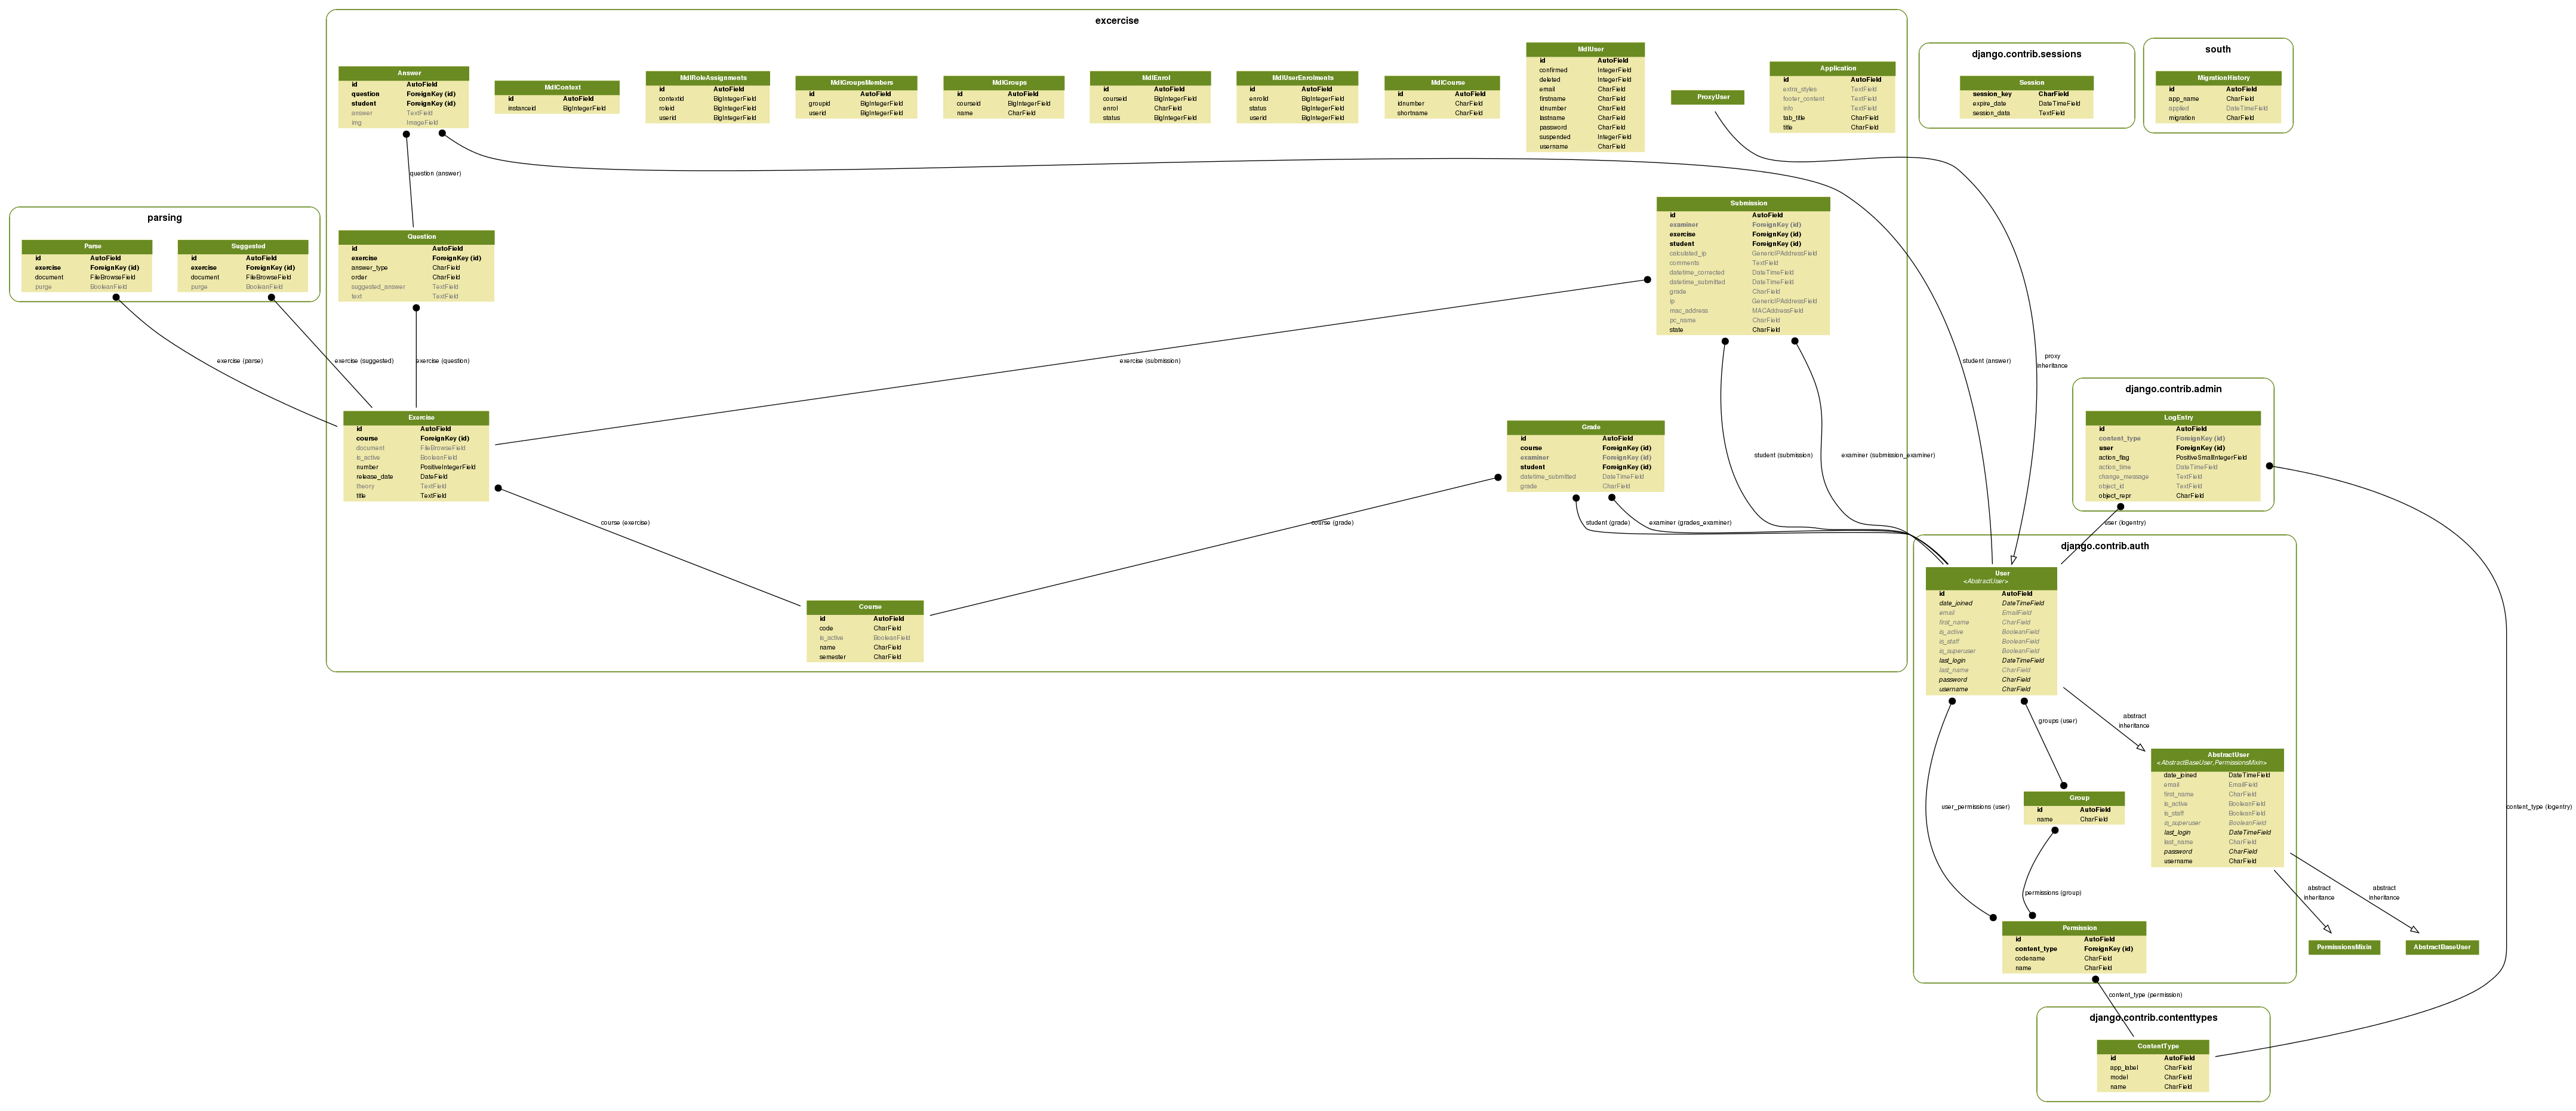 excercise
Answer
id AutoField
question ForeignKey (id)
student ForeignKey (id)
answer TextField
img ImageField
MdlContext
id AutoField
instanceid BigIntegerField
MdlRoleAssignments
id AutoField
contextid BigIntegerField
roleid BigIntegerField
userid BigIntegerField
MdlGroupsMembers
id AutoField
groupid BigIntegerField
userid BigIntegerField
MdlGroups
id AutoField
courseid BigIntegerField
name CharField
MdlEnrol
id AutoField
courseid BigIntegerField
enrol CharField
status BigIntegerField
MdlUserEnrolments
id AutoField
enrolid BigIntegerField
status BigIntegerField
userid BigIntegerField
MdlCourse
id AutoField
idnumber CharField
shortname CharField
MdlUser
id AutoField
confirmed IntegerField
deleted IntegerField
email CharField
firstname CharField
idnumber CharField
lastname CharField
password CharField
suspended IntegerField
username CharField
ProxyUser
Application
id AutoField
extra_styles TextField
footer_content TextField
info TextField
tab_title CharField
title CharField
django.contrib.sessions
Session
session_key CharField
expire_date DateTimeField
session_data TextField
south
MigrationHistory
id AutoField
app_name CharField
applied DateTimeField
migration CharField
question (answer)
parsing
Parse
id AutoField
exercise ForeignKey (id)
document FileBrowseField
purge BooleanField
Suggested
id AutoField
exercise ForeignKey (id)
document FileBrowseField
purge BooleanField
Question
id AutoField
exercise ForeignKey (id)
answer_type CharField
order CharField
suggested_answer TextField
text TextField
Submission
id AutoField
examiner ForeignKey (id)
exercise ForeignKey (id)
student ForeignKey (id)
calculated_ip GenericIPAddressField
comments TextField
datetime_corrected DateTimeField
datetime_submitted DateTimeField
grade CharField
ip GenericIPAddressField
mac_address MACAddressField
pc_name CharField
state CharField
exercise (parse)
exercise (suggested)
exercise (question)
exercise (submission)
student (answer)
proxy
inheritance
Exercise
id AutoField
course ForeignKey (id)
document FileBrowseField
is_active BooleanField
number PositiveIntegerField
release_date DateField
theory TextField
title TextField
Grade
id AutoField
course ForeignKey (id)
examiner ForeignKey (id)
student ForeignKey (id)
datetime_submitted DateTimeField
grade CharField
student (submission)
examiner (submission_examiner)
django.contrib.admin
LogEntry
id AutoField
content_type ForeignKey (id)
user ForeignKey (id)
action_flag PositiveSmallIntegerField
action_time DateTimeField
change_message TextField
object_id TextField
object_repr CharField
course (exercise)
course (grade)
student (grade)
examiner (grades_examiner)
user (logentry)
Course
id AutoField
code CharField
is_active BooleanField
name CharField
semester CharField
django.contrib.auth
User
<AbstractUser>
id AutoField
date_joined DateTimeField
email EmailField
first_name CharField
is_active BooleanField
is_staff BooleanField
is_superuser BooleanField
last_login DateTimeField
last_name CharField
password CharField
username CharField
groups (user)
abstract
inheritance
AbstractUser
<AbstractBaseUser,PermissionsMixin>
date_joined DateTimeField
email EmailField
first_name CharField
is_active BooleanField
is_staff BooleanField
is_superuser BooleanField
last_login DateTimeField
last_name CharField
password CharField
username CharField
user_permissions (user)
Group
id AutoField
name CharField
content_type (logentry)
permissions (group)
abstract
inheritance
abstract
inheritance
Permission
id AutoField
content_type ForeignKey (id)
codename CharField
name CharField
PermissionsMixin
AbstractBaseUser
content_type (permission)
django.contrib.contenttypes
ContentType
id AutoField
app_label CharField
model CharField
name CharField